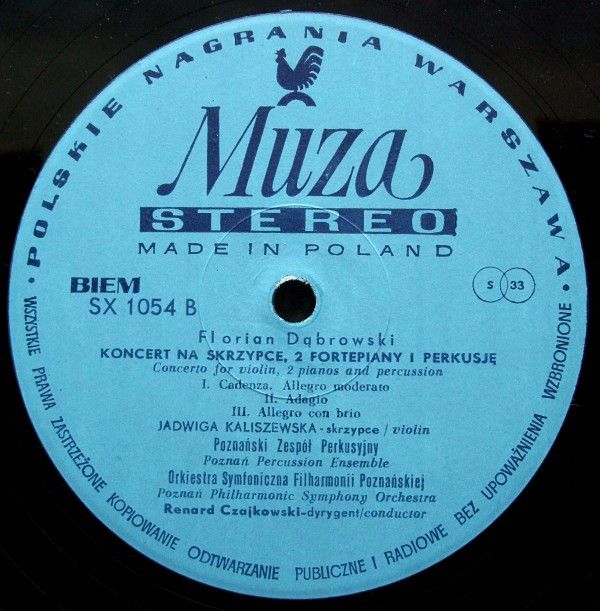 • POLSKIE NAGRANIA WARSZAWA •
Muza
STEREO
MADE IN POLAND
BIEM
SX 1054 B
S 33
Florian Dąbrowski
KONCERT NA SKRZYPCE, 2 FORTEPIANY I PERKUSJĘ
Concerto for violin, 2 pianos and percussion
I. Cadenza. Allegro moderato
II. Adagio
III. Allegro con brio
JADWIGA KALISZEWSKA - skrzypce / violin
Poznański Zespół Perkusyjny
Poznań Percussion Ensemble
Orkiestra Symfoniczna Filharmonii Poznańskiej
Poznań Philharmonic Symphony Orchestra
Renard Czajkowski-dyrygent/conductor
WSZYSTKIE PRAWA ZASTRZEŻONE KOPIOWANIE ODTWARZANIE PUBLICZNE I RADIOWE BEZ UPOWAŻNIENIA WZBRONIONE